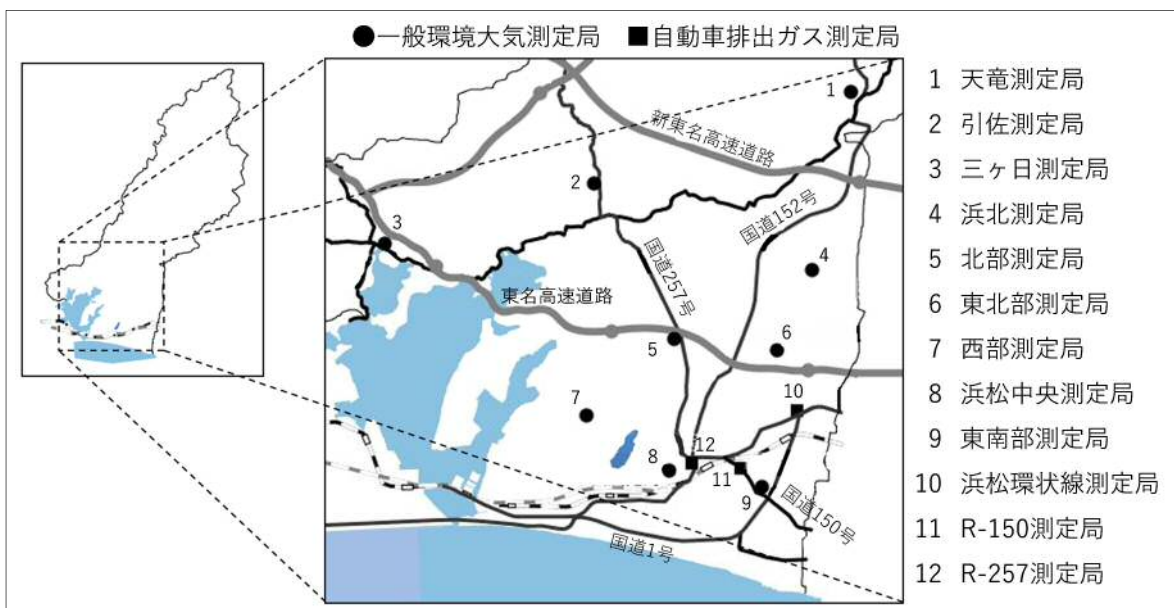 ●一般環境大気測定局 ■自動車排出ガス測定局
1 天竜測定局
2 引佐測定局
3 三ヶ日測定局
4 浜北測定局
5 北部測定局
6 東北部測定局
7 西部測定局
8 浜松中央測定局
9 東南部測定局
10 浜松環状線測定局
11 R-150測定局
12 R-257測定局
1
新東名高速道路
2
国道152号
3
国道257号
4
東名高速道路
5
6
7
10
12
8
11
9
国道150号
国道1号